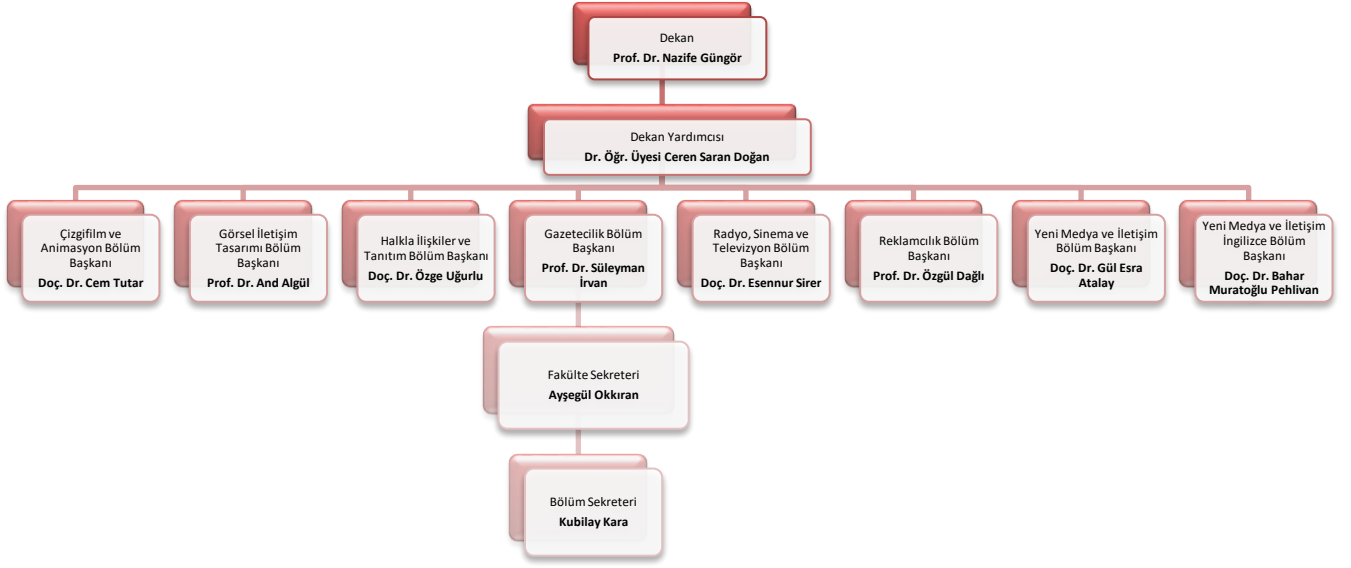 Dekan
Prof. Dr. Nazife Güngör
Dekan Yardımcısı
Dr. Öğr. Üyesi Ceren Saran Doğan
Çizgifilm ve
Animasyon Bölüm
Başkanı
Doç. Dr. Cem Tutar
Görsel İletişim
Tasarımı Bölüm
Başkanı
Prof. Dr. And Algül
Halkla İlişkiler ve
Tanıtım Bölüm Başkanı
Doç. Dr. Özge Uğurlu
Gazetecilik Bölüm
Başkanı
Prof. Dr. Süleyman
İrvan
Radyo, Sinema ve
Televizyon Bölüm
Başkanı
Doç. Dr. Esennur Sirer
Reklamcılık Bölüm
Başkanı
Prof. Dr. Özgül Dağlı
Yeni Medya ve İletişim
Bölüm Başkanı
Doç. Dr. Gül Esra
Atalay
Yeni Medya ve İletişim
İngilizce Bölüm
Başkanı
Doç. Dr. Bahar
Muratoğlu Pehlivan
Fakülte Sekreteri
Ayşegül Okkıran
Bölüm Sekreteri
Kubilay Kara